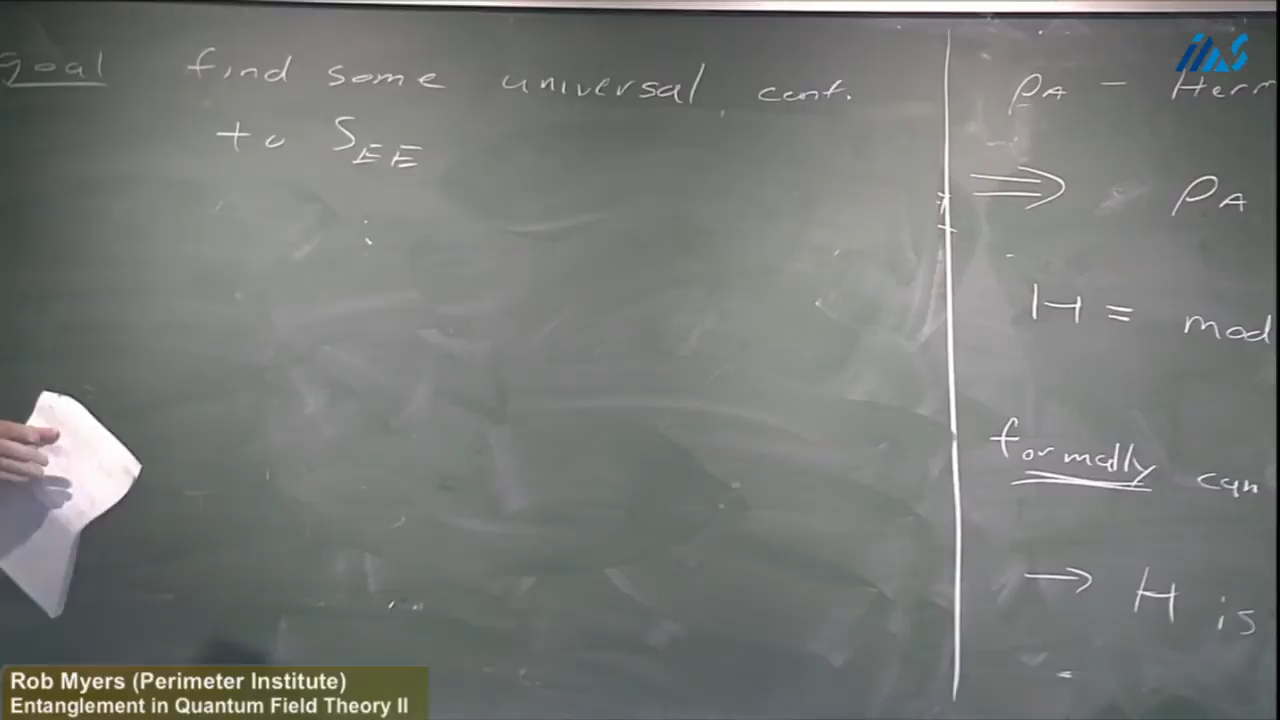 goal find some universal cont.
to S_EE
ρ_A - Herm
⇒ ρ_A
H = mod
formally can
→ H is
ias
Rob Myers (Perimeter Institute)
Entanglement in Quantum Field Theory II